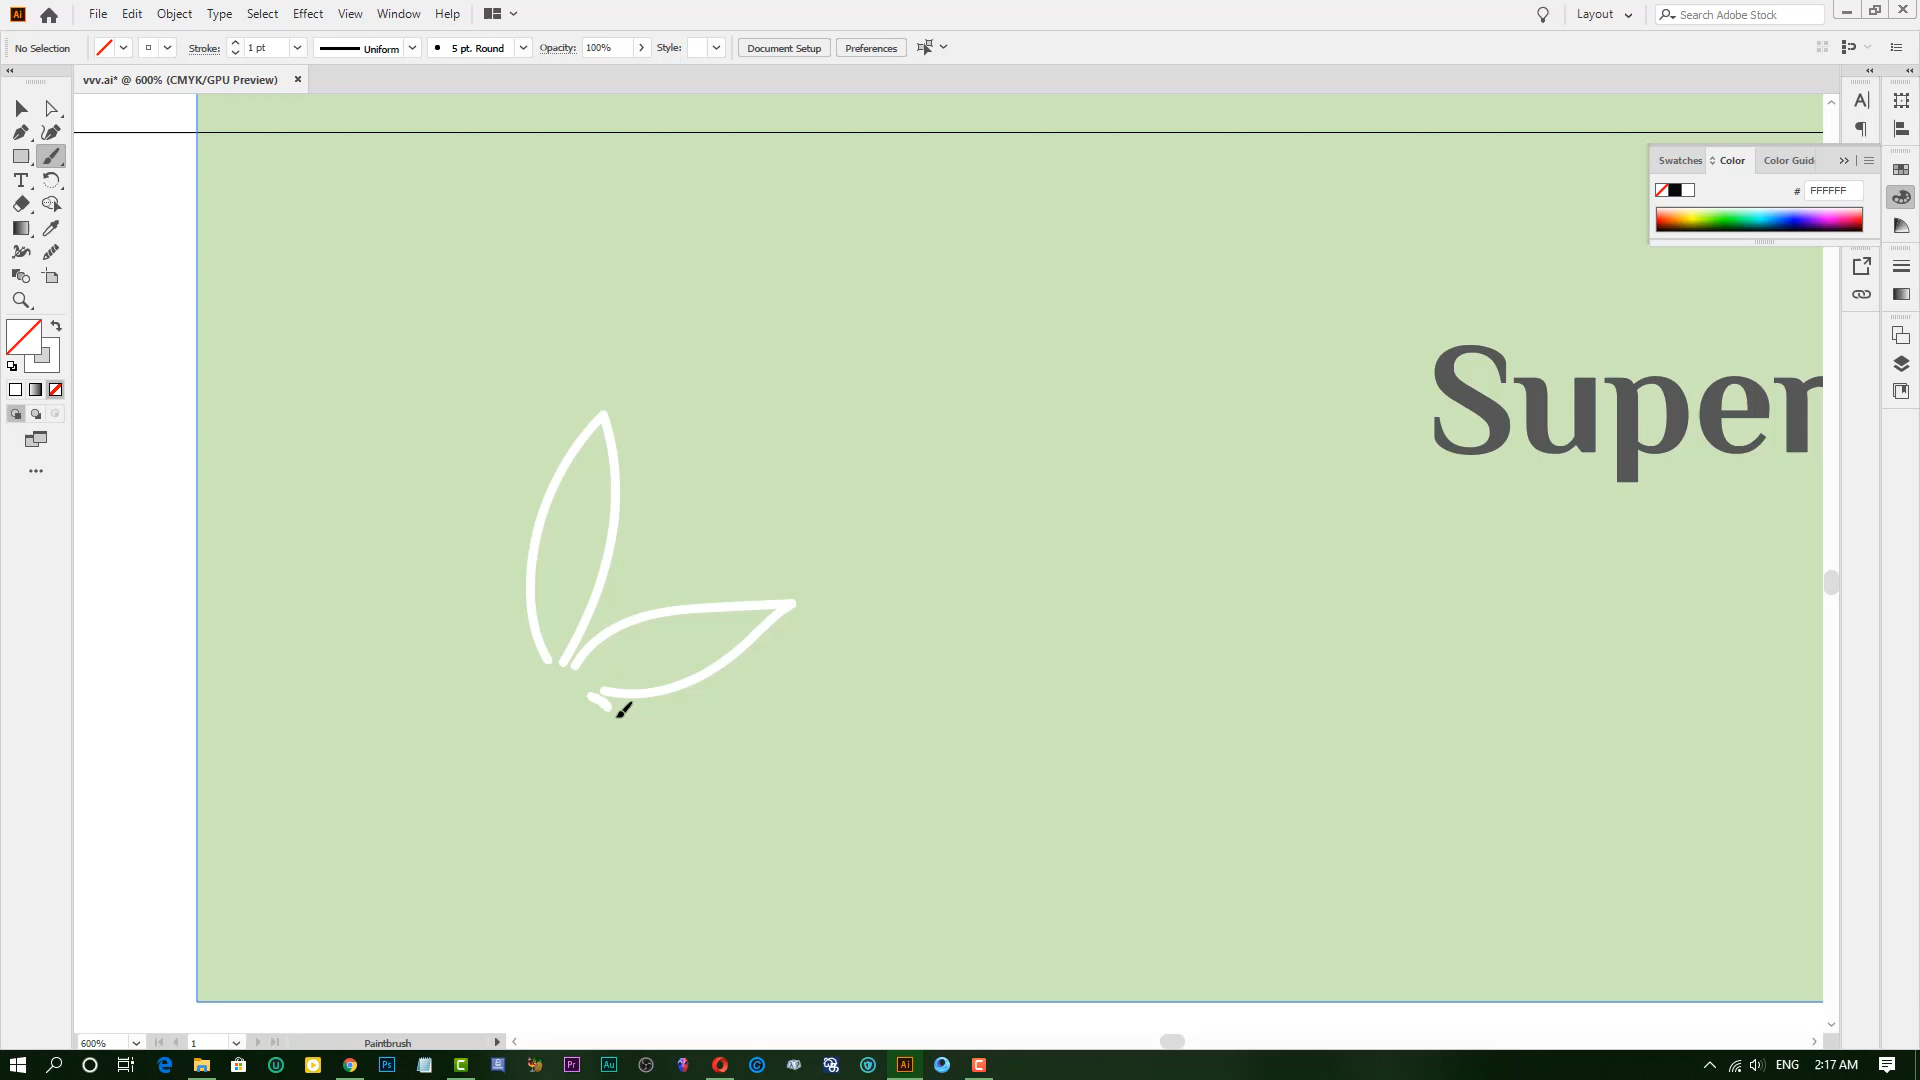 File Edit Object Type Select Effect View Window Help Layout Search Adobe Stock
No Selection Stroke: 1 pt Uniform 5 pt. Round Opacity: 100% Style: Document Setup Preferences
vvv.ai* @ 600% (CMYK/GPU Preview)
Swatches Color Color Guid
# FFFFFF
Super
600% 1 Paintbrush
ENG 2:17 AM